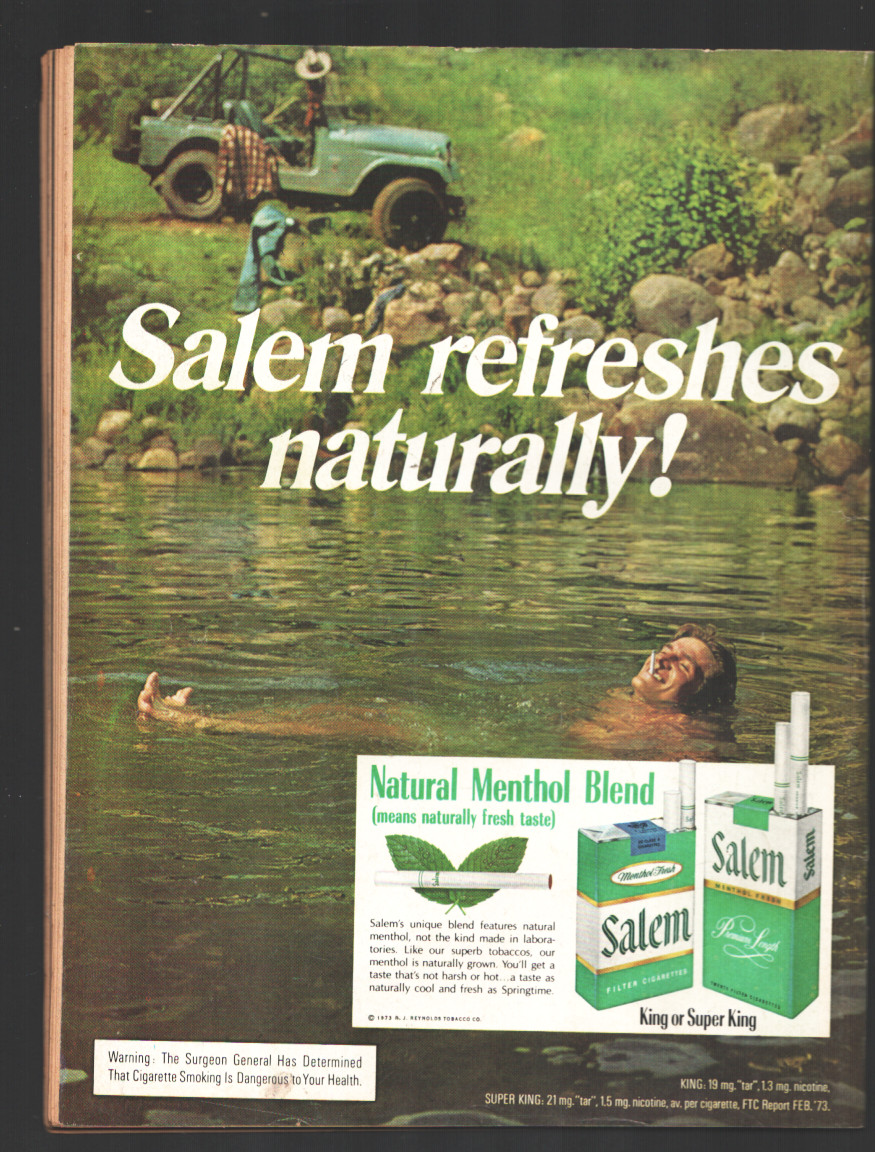 Salem refreshes
naturally!
Natural Menthol Blend
(means naturally fresh taste)
Salem
Salem's unique blend features natural
menthol, not the kind made in labora-
tories. Like our superb tobaccos, our
menthol is naturally grown. You'll get a
taste that's not harsh or hot...a taste as
naturally cool and fresh as Springtime.
© 1973 R. J. REYNOLDS TOBACCO CO.
Menthol Fresh
Salem
FILTER CIGARETTES
Salem
MENTHOL FRESH
Premium Length
TWENTY FILTER CIGARETTES
Salem
King or Super King
Warning: The Surgeon General Has Determined
That Cigarette Smoking Is Dangerous to Your Health.
KING: 19 mg. "tar", 1.3 mg. nicotine,
SUPER KING: 21 mg. "tar", 1.5 mg. nicotine, av. per cigarette, FTC Report FEB. '73.